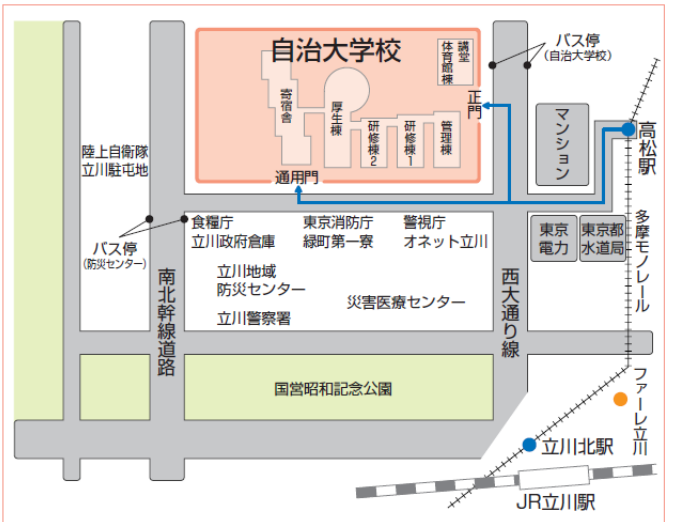 自治大学校
講堂
体育館棟
正門
寄宿舎
厚生棟
研修棟2
研修棟1
管理棟
通用門
バス停
(自治大学校)
マンション
高松駅
陸上自衛隊
立川駐屯地
バス停
(防災センター)
食糧庁
立川政府倉庫
東京消防庁
緑町第一寮
警視庁
オネット立川
東京
電力
東京都
水道局
多摩モノレール
立川地域
防災センター
災害医療センター
立川警察署
南北幹線道路
西大通り線
国営昭和記念公園
ファーレ立川
立川北駅
JR立川駅